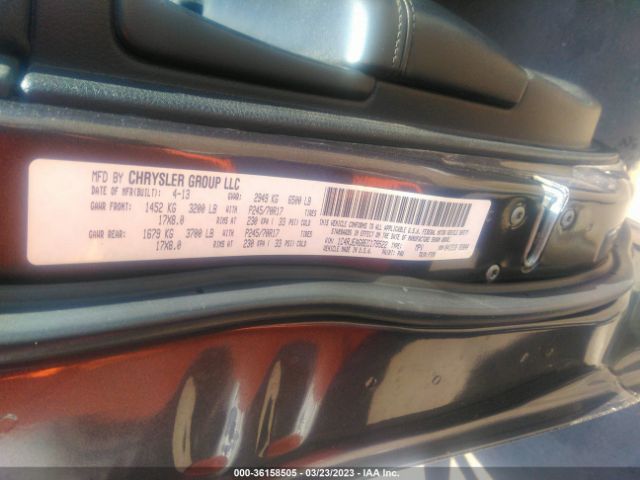 MFD BY CHRYSLER GROUP LLC
DATE OF MFR(BUILT): 4-13 GVWR: 2949 KG 6500 LB
GAWR FRONT: 1452 KG 3200 LB WITH P245/70R17 TIRES
17X8.0 RIMS AT 230 KPA / 33 PSI COLD
GAWR REAR: 1679 KG 3700 LB WITH P245/70R17 TIRES
17X8.0 RIMS AT 230 KPA / 33 PSI COLD
THIS VEHICLE CONFORMS TO ALL APPLICABLE U.S.A. FEDERAL MOTOR VEHICLE SAFETY
STANDARDS IN EFFECT ON THE DATE OF MANUFACTURE SHOWN ABOVE.
VEHICLE MADE IN U.S.A. PAINT:
000-36158505 - 03/23/2023 - IAA Inc.